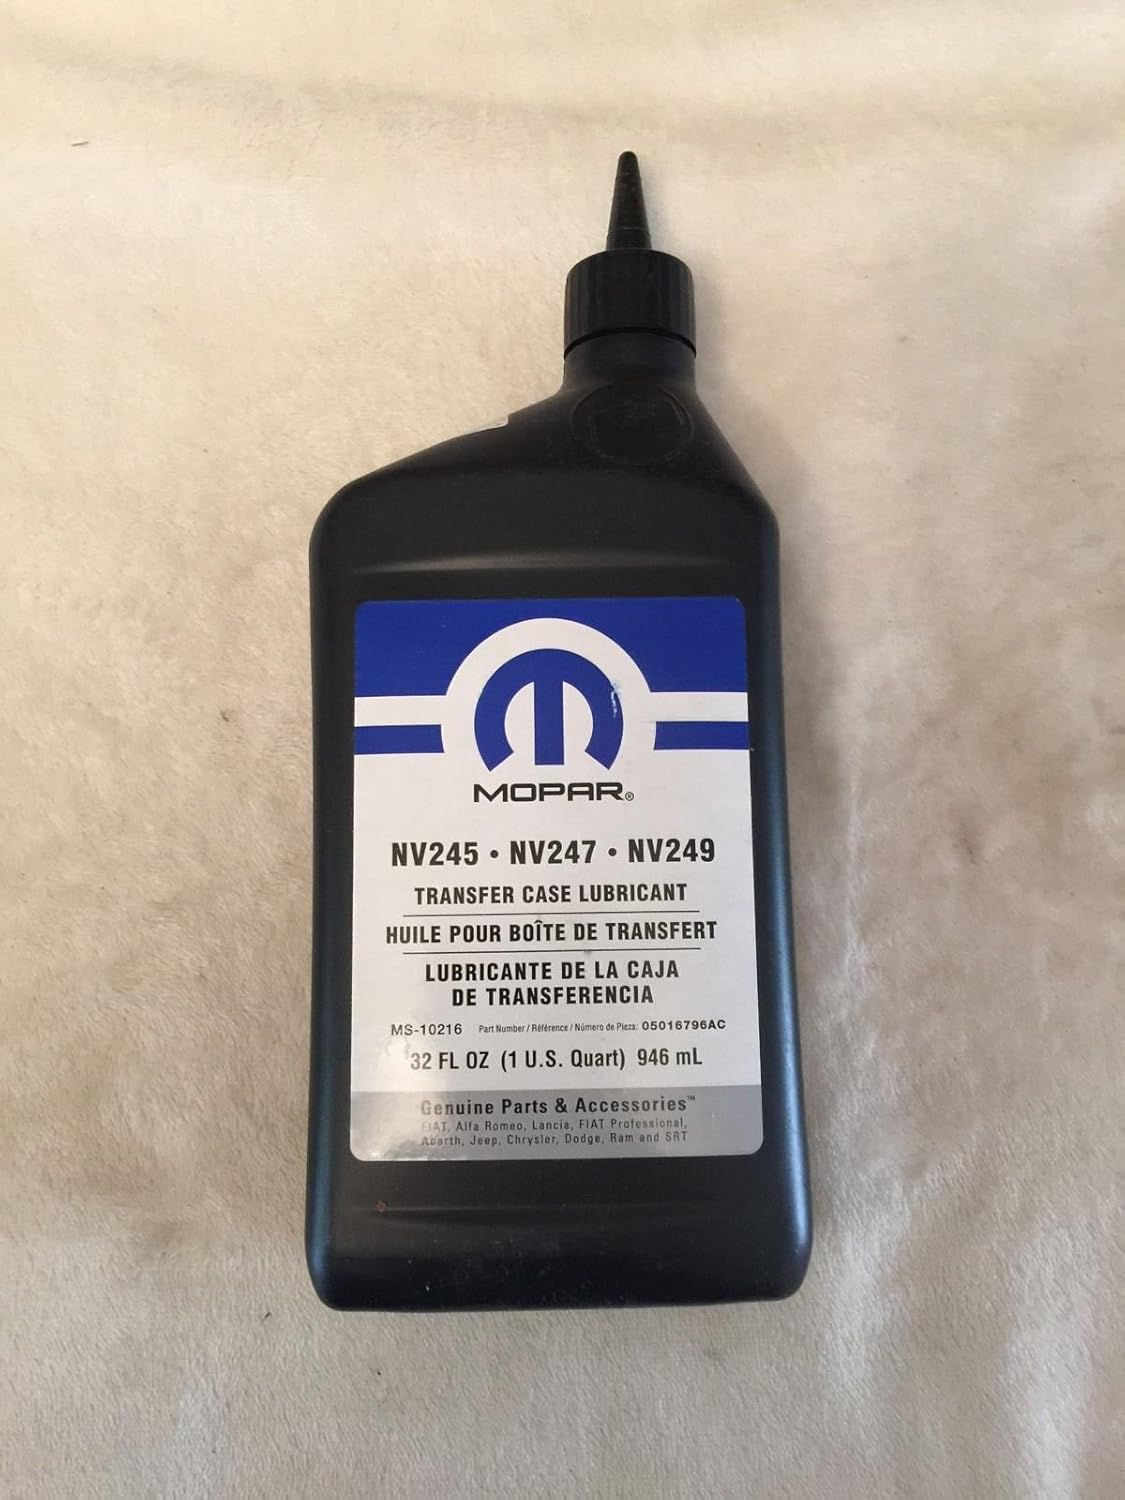 MOPAR®
NV245 • NV247 • NV249
TRANSFER CASE LUBRICANT
HUILE POUR BOÎTE DE TRANSFERT
LUBRICANTE DE LA CAJA
DE TRANSFERENCIA
MS-10216 Part Number / Référence / Número de Pieza: 05016796AC
32 FL OZ (1 U.S. Quart) 946 mL
Genuine Parts & Accessories™
FIAT, Alfa Romeo, Lancia, FIAT Professional,
Abarth, Jeep, Chrysler, Dodge, Ram and SRT